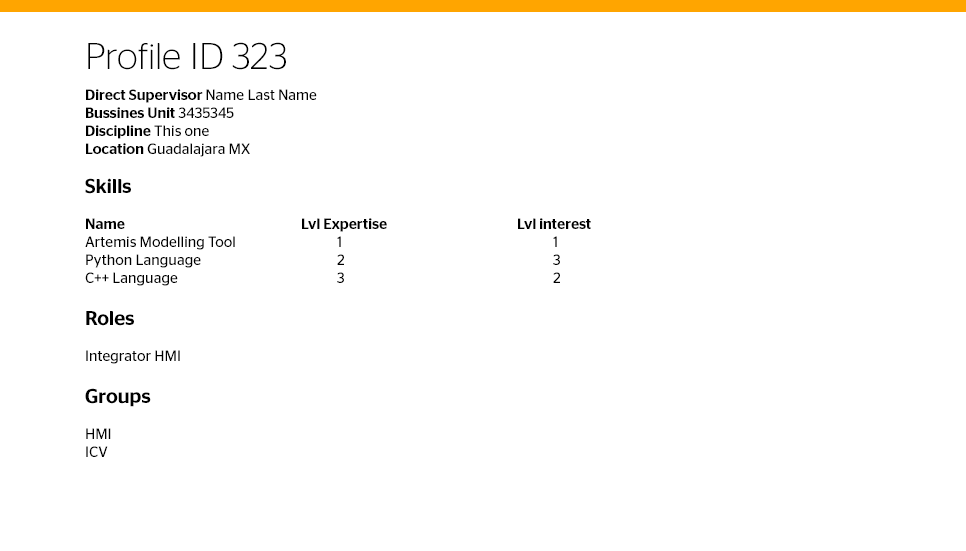 Profile ID 323
Direct Supervisor Name Last Name
Bussines Unit 3435345
Discipline This one
Location Guadalajara MX
Skills
Name Lvl Expertise Lvl interest
Artemis Modelling Tool 1 1
Python Language 2 3
C++ Language 3 2
Roles
Integrator HMI
Groups
HMI
ICV